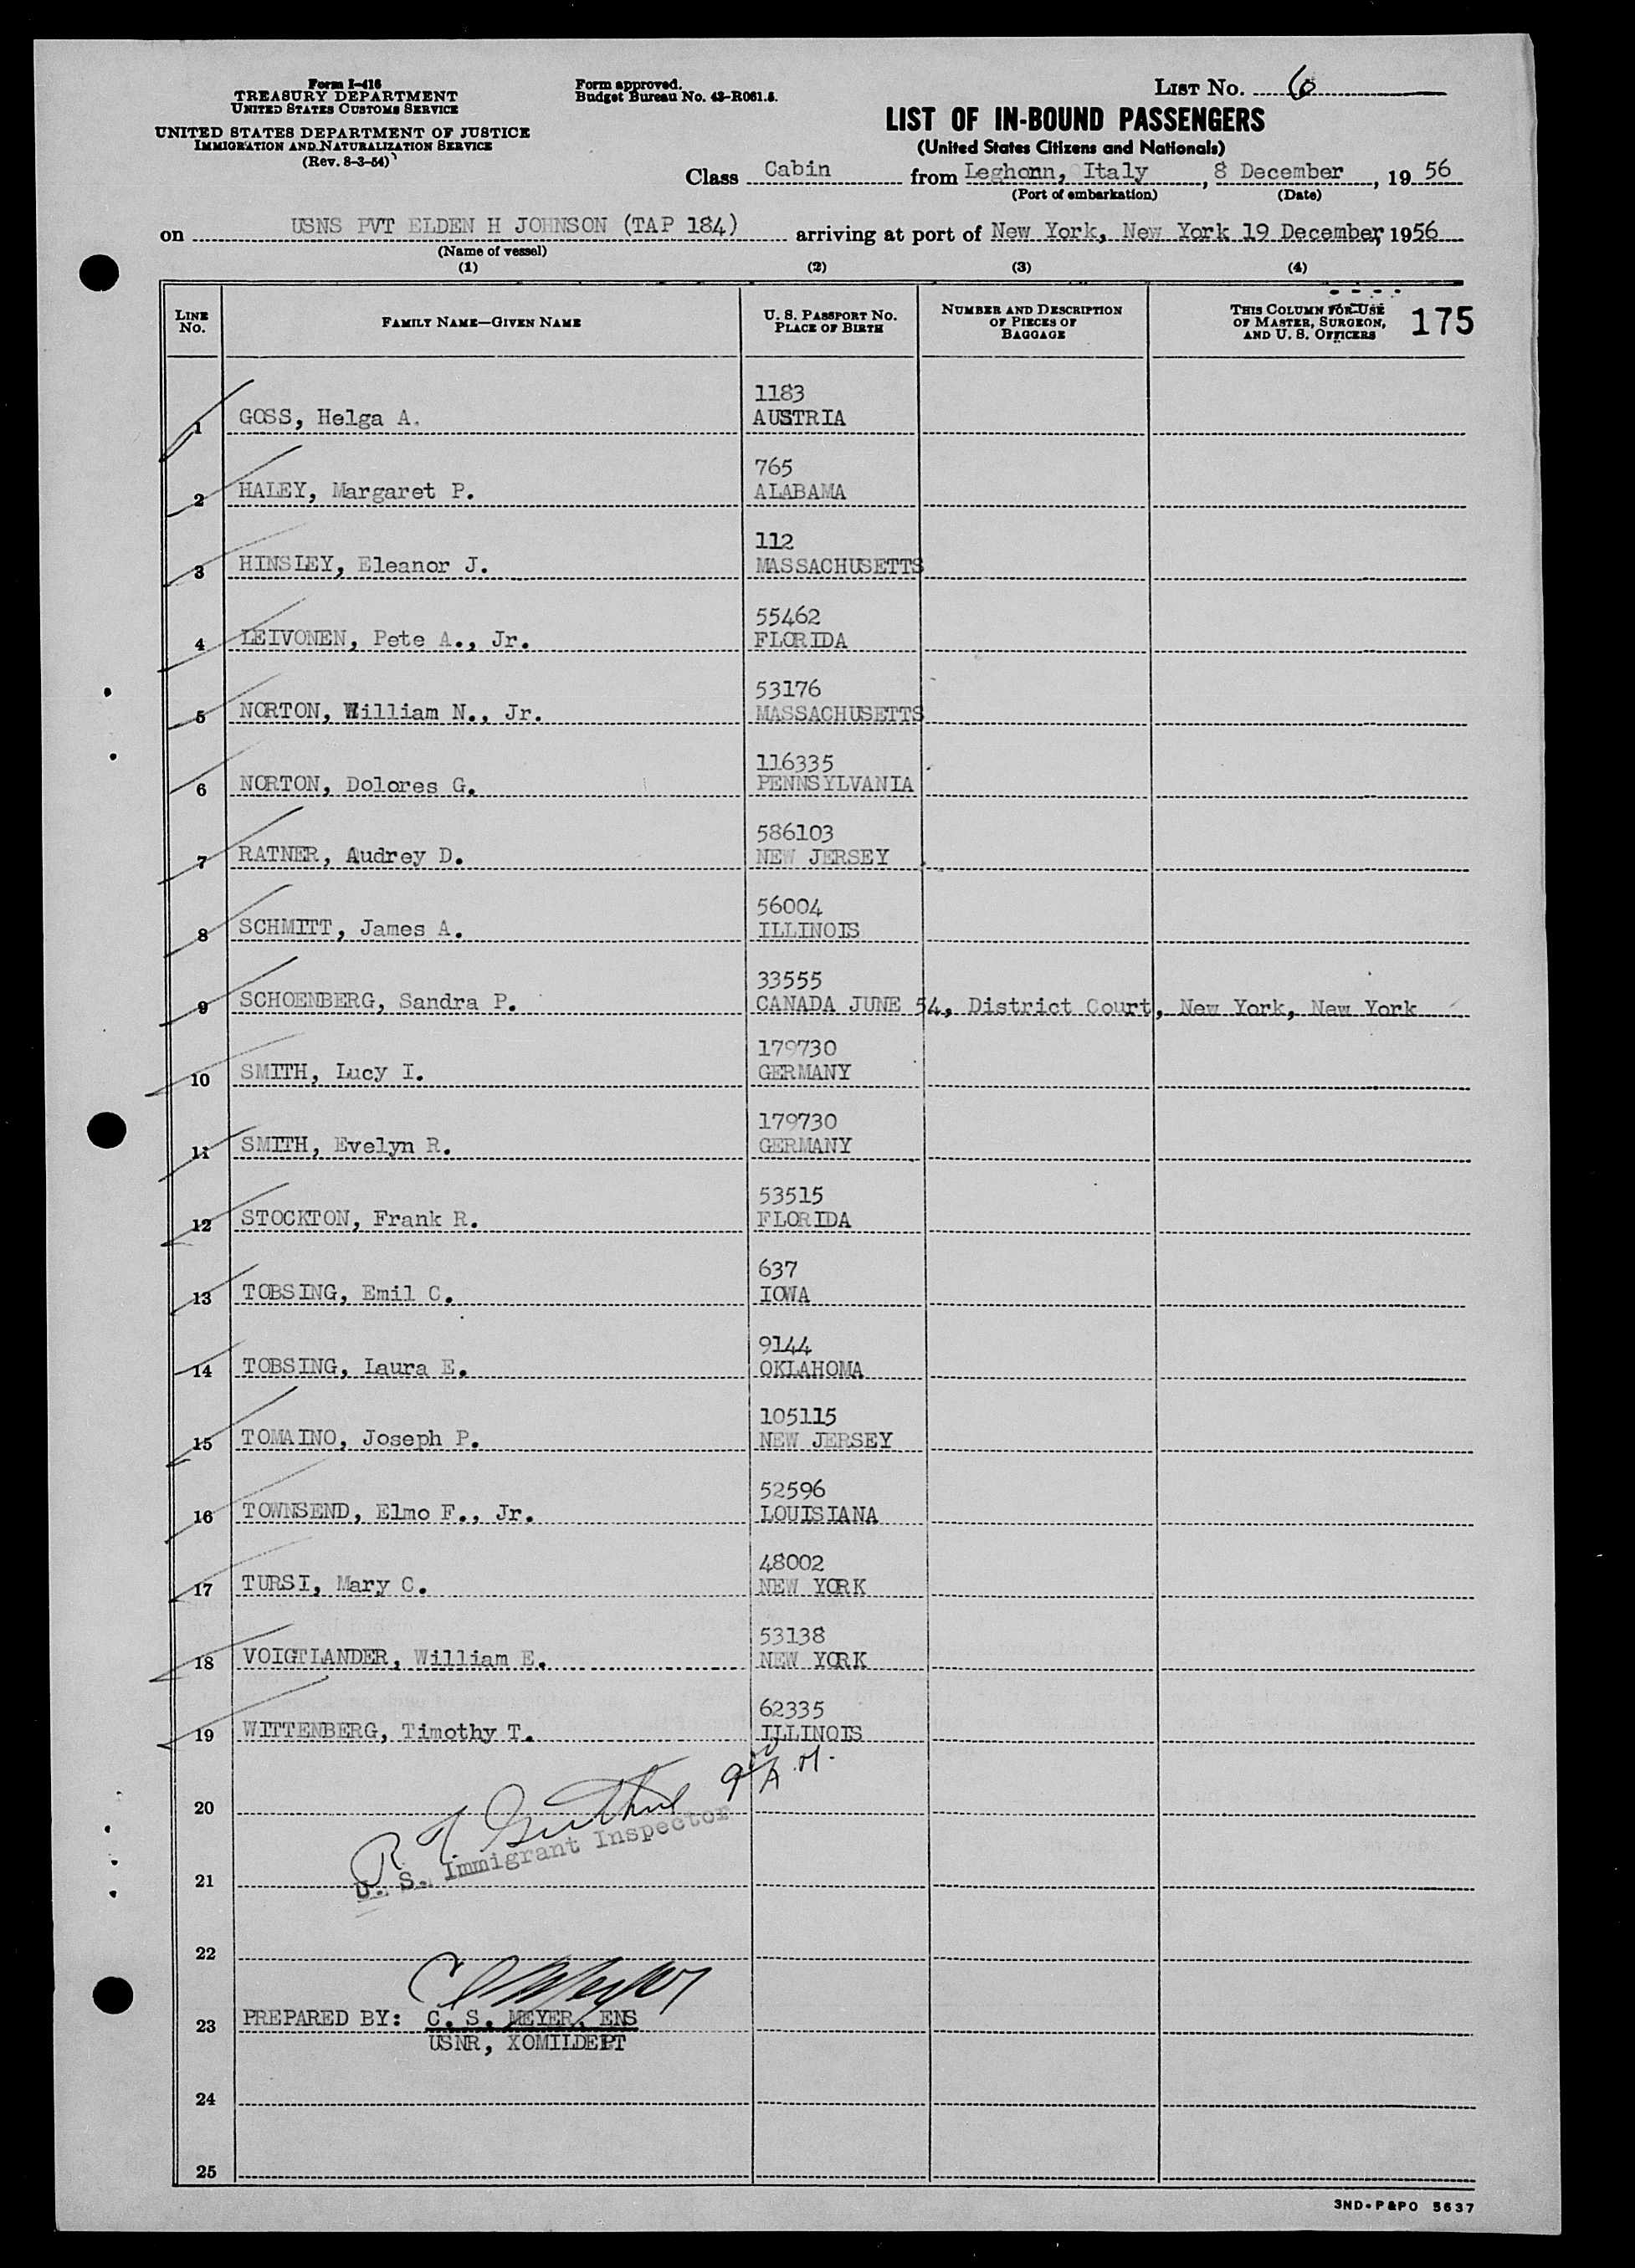 Form I-418
TREASURY DEPARTMENT
UNITED STATES CUSTOMS SERVICE
UNITED STATES DEPARTMENT OF JUSTICE
IMMIGRATION AND NATURALIZATION SERVICE
(Rev. 8-3-54)
Form approved.
Budget Bureau No. 43-R061.5.
LIST No. 6
LIST OF IN-BOUND PASSENGERS
(United States Citizens and Nationals)
Class Cabin from Leghorn, Italy, 8 December, 19 56
(Port of embarkation) (Date)
on USNS PVT ELDEN H JOHNSON (TAP 184) arriving at port of New York, New York 19 December, 1956
(Name of vessel)
(1) (2) (3) (4)
LINE No. FAMILY NAME—GIVEN NAME U. S. PASSPORT No. PLACE OF BIRTH NUMBER AND DESCRIPTION OF PIECES OF BAGGAGE THIS COLUMN FOR USE OF MASTER, SURGEON, AND U. S. OFFICERS 175
1183
1 GOSS, Helga A. AUSTRIA
765
2 HALEY, Margaret P. ALABAMA
112
3 HINSLEY, Eleanor J. MASSACHUSETTS
55462
4 LEIVONEN, Pete A., Jr. FLORIDA
53176
5 NORTON, William N., Jr. MASSACHUSETTS
116335
6 NORTON, Dolores G. PENNSYLVANIA
586103
7 RATNER, Audrey D. NEW JERSEY
56004
8 SCHMITT, James A. ILLINOIS
33555
9 SCHOENBERG, Sandra P. CANADA JUNE 54, District Court, New York, New York
179730
10 SMITH, Lucy I. GERMANY
179730
11 SMITH, Evelyn R. GERMANY
53515
12 STOCKTON, Frank R. FLORIDA
637
13 TOBSING, Emil C. IOWA
9144
14 TOBSING, Laura E. OKLAHOMA
105115
15 TOMAINO, Joseph P. NEW JERSEY
52596
16 TOWNSEND, Elmo F., Jr. LOUISIANA
48002
17 TURSI, Mary C. NEW YORK
53138
18 VOIGTLANDER, William E. NEW YORK
62335
19 WITTENBERG, Timothy T. ILLINOIS
20
U. S. Immigrant Inspector
21
22
23 PREPARED BY: C. S. MEYER, ENS
USNR, XOMILDEPT
24
25
3ND-P&PO 5637